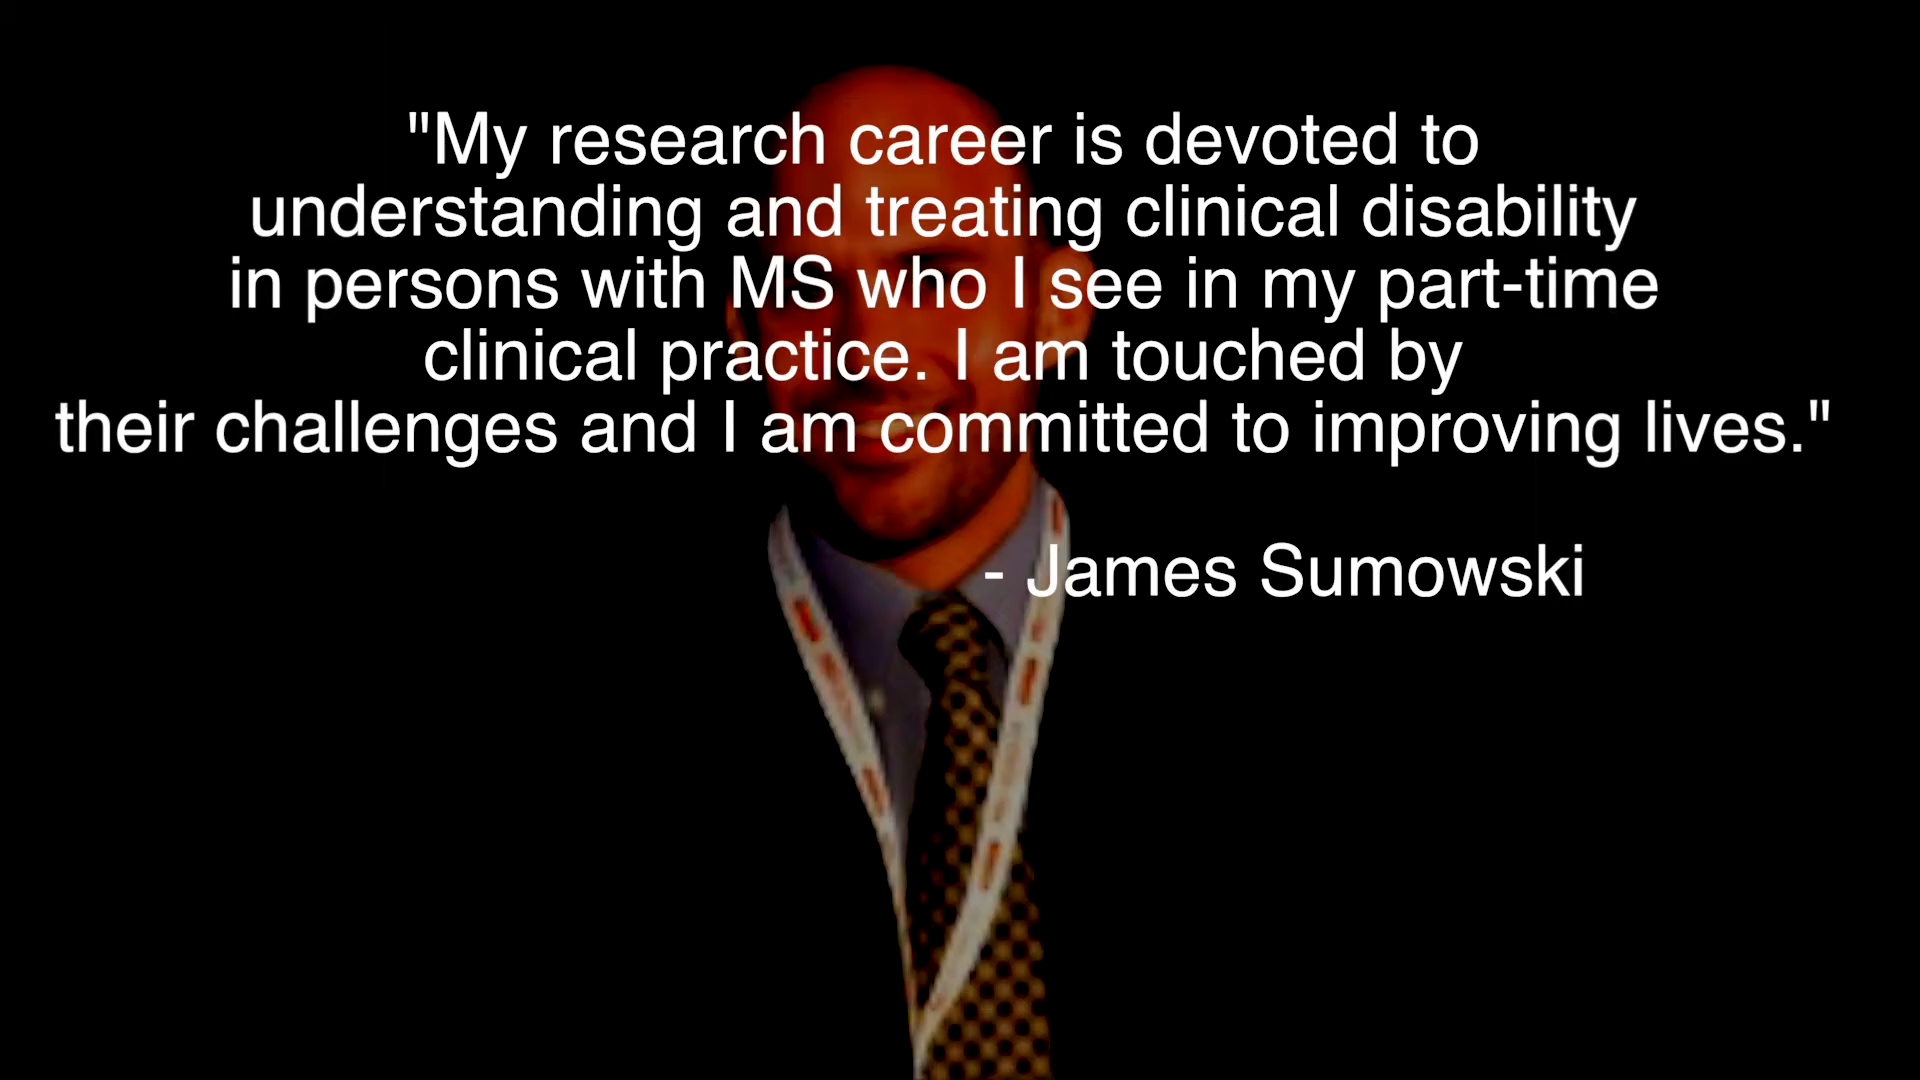 "My research career is devoted to
understanding and treating clinical disability
in persons with MS who I see in my part-time
clinical practice. I am touched by
their challenges and I am committed to improving lives."
- James Sumowski